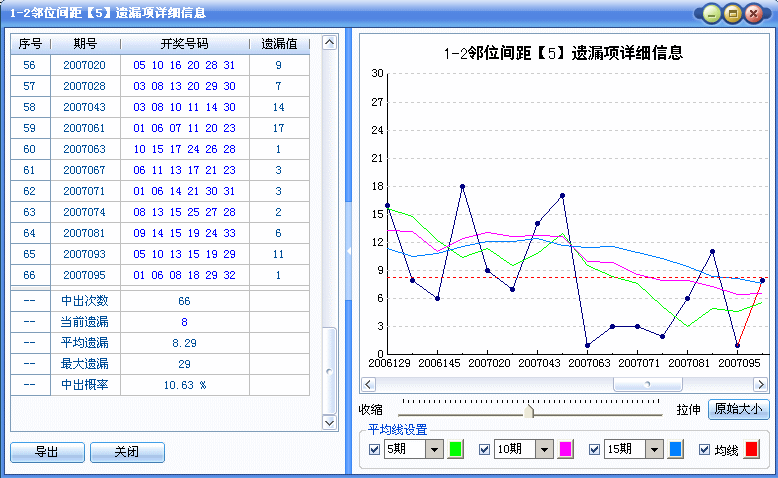 1-2邻位间距【5】遗漏项详细信息
序号 期号 开奖号码 遗漏值
56 2007020 05 10 16 20 28 31 9
57 2007028 03 08 13 20 29 30 7
58 2007043 03 08 10 11 14 30 14
59 2007061 01 06 07 11 20 23 17
60 2007063 10 15 17 24 26 28 1
61 2007067 06 11 13 17 21 23 3
62 2007071 01 06 14 21 30 31 3
63 2007074 08 13 15 25 27 28 2
64 2007081 09 14 15 19 24 33 6
65 2007093 05 10 13 15 19 29 11
66 2007095 01 06 08 18 29 32 1
-- 中出次数 66
-- 当前遗漏 8
-- 平均遗漏 8.29
-- 最大遗漏 29
-- 中出概率 10.63 %
导出 关闭
1-2邻位间距【5】遗漏项详细信息
30
27
24
21
18
15
12
9
6
3
0
2006129 2006145 2007020 2007043 2007063 2007071 2007081 2007095
收缩 拉伸 原始大小
平均线设置
5期 10期 15期 均线